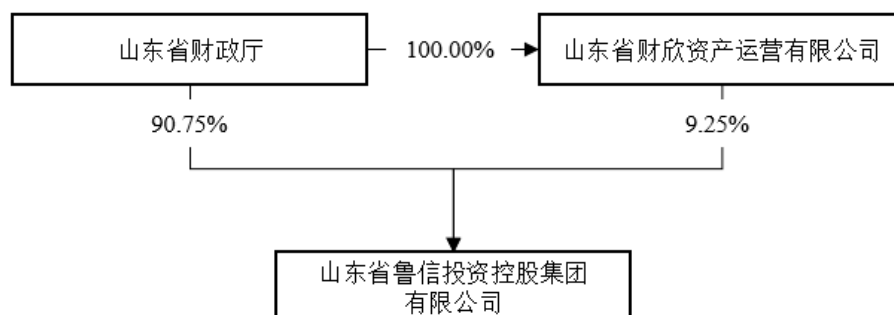 山东省财政厅
100.00%
山东省财欣资产运营有限公司
90.75%
9.25%
山东省鲁信投资控股集团
有限公司